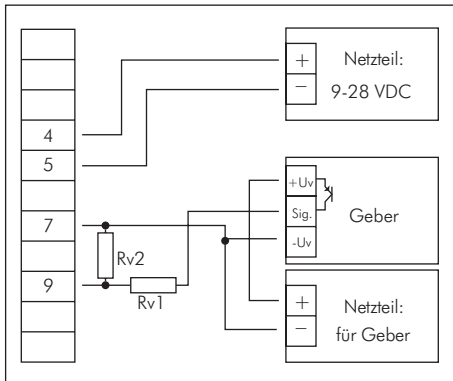 4
5
7
9
Rv2
Rv1
+
−
Netzteil:
9-28 VDC
+Uv
Sig.
-Uv
Geber
+
−
Netzteil:
für Geber